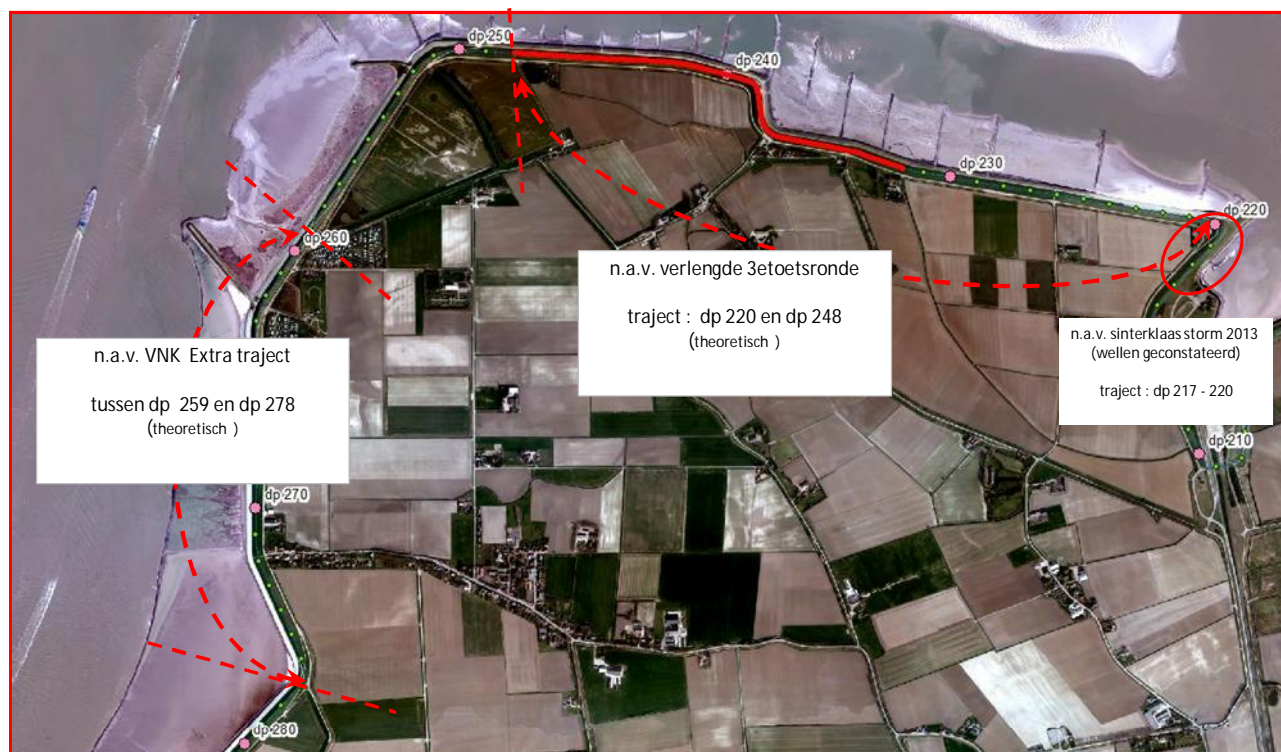 dp 250
dp 240
dp 230
dp 220
dp 260
n.a.v. verlengde 3etoetsronde
traject : dp 220 en dp 248
(theoretisch )
n.a.v. VNK Extra traject
tussen dp 259 en dp 278
(theoretisch )
n.a.v. sinterklaasstorm 2013
(wellen geconstateerd)
traject : dp 217 - 220
dp 210
dp 270
dp 280